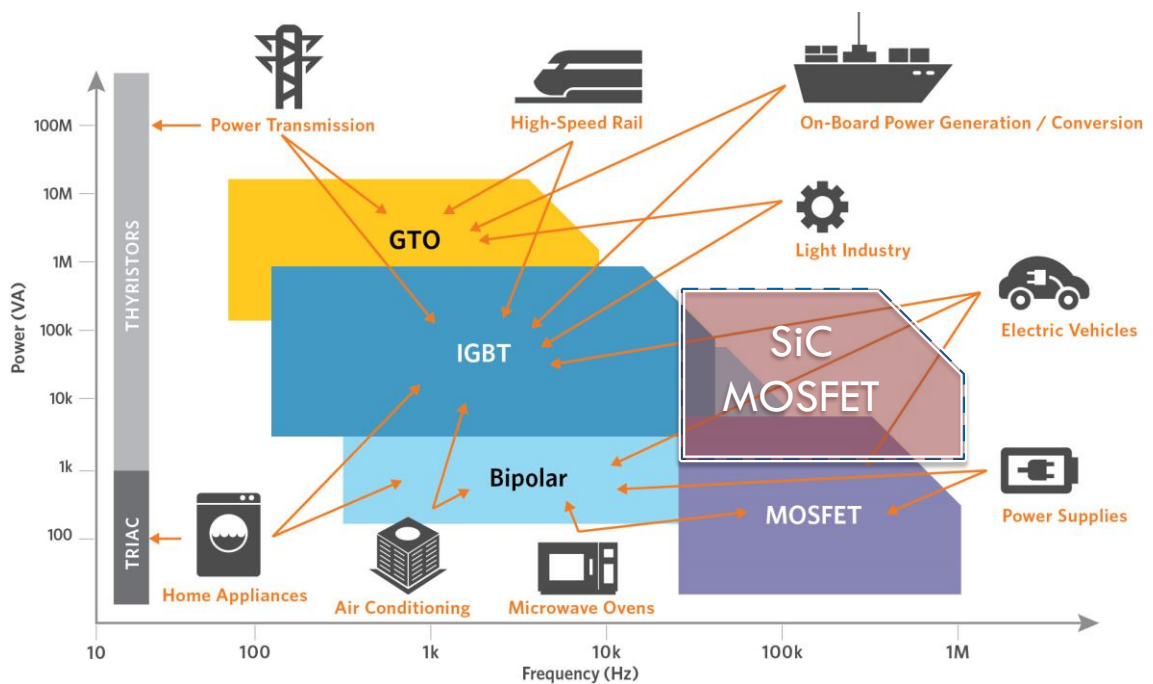 Power Transmission
High-Speed Rail
On-Board Power Generation / Conversion
Light Industry
Electric Vehicles
Power Supplies
Home Appliances
Air Conditioning
Microwave Ovens
THYRISTORS
TRIAC
GTO
IGBT
Bipolar
SiC
MOSFET
MOSFET
Power (VA)
100M
10M
1M
100k
10k
1k
100
10
100
1k
10k
100k
1M
Frequency (Hz)